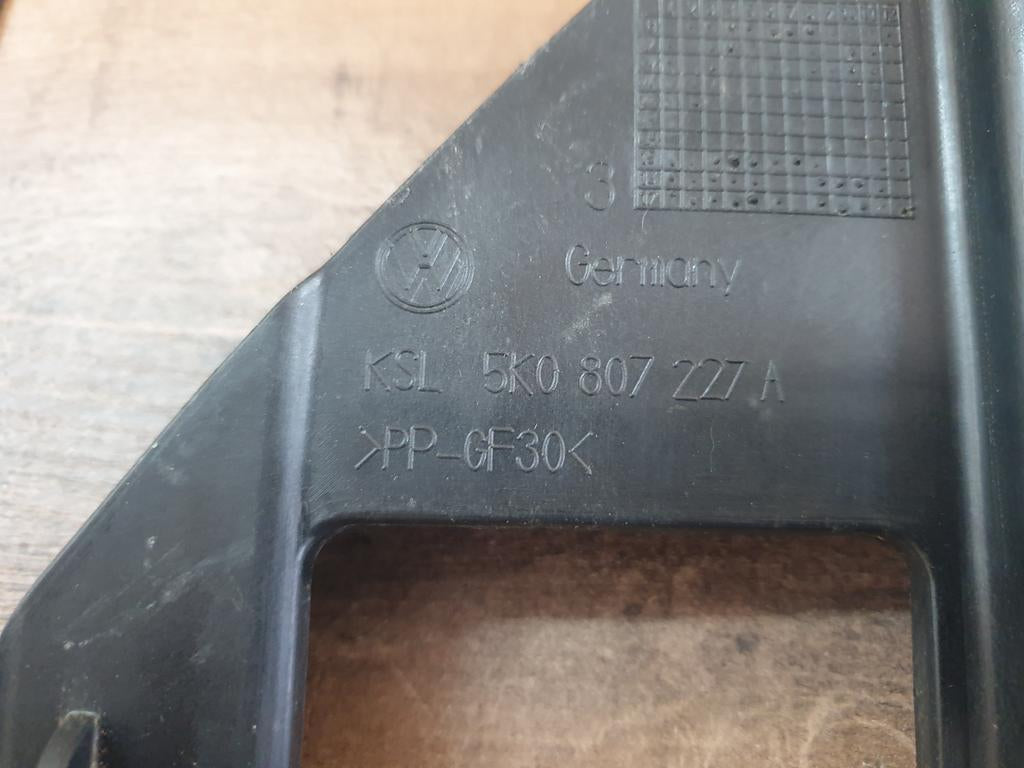 3
Germany
KSL 5K0 807 227 A
>PP-GF30<